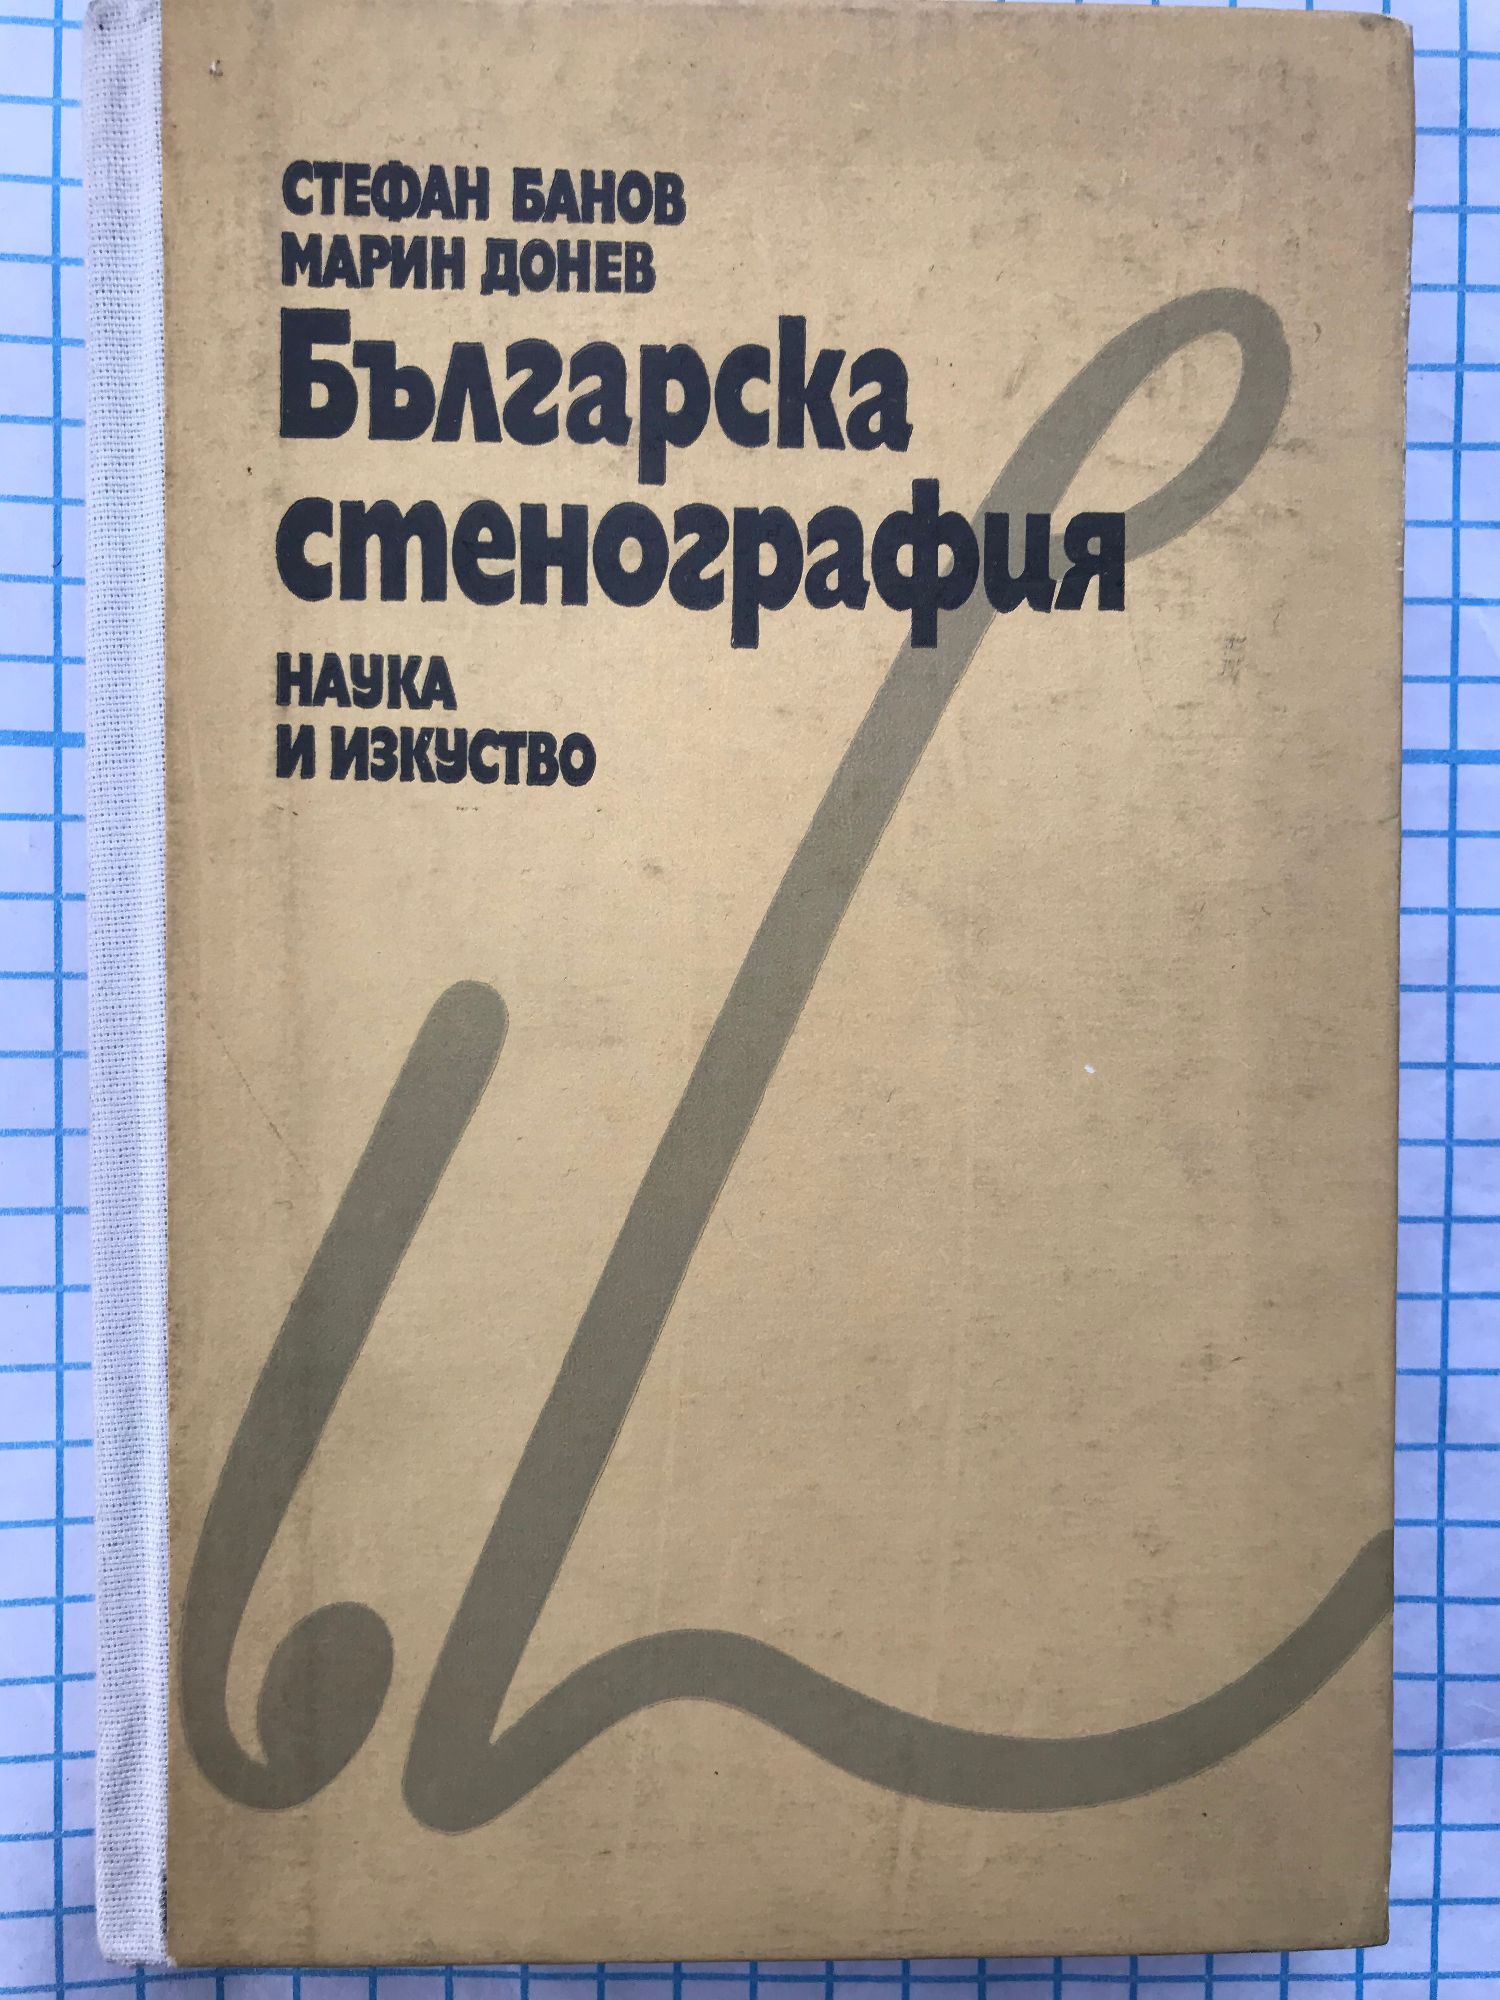 СТЕФАН БАНОВ
МАРИН ДОНЕВ
Българска
стенография
НАУКА
И ИЗКУСТВО